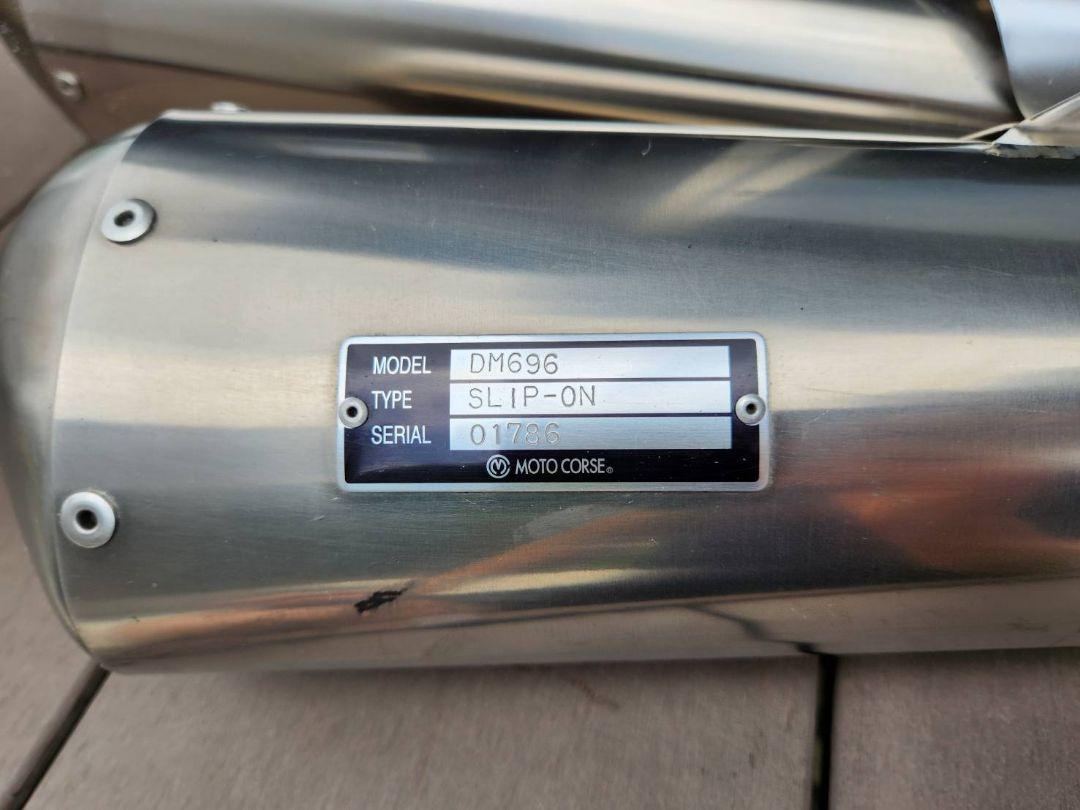 MODEL DM696
TYPE SLIP-ON
SERIAL 01786
MOTO CORSE®